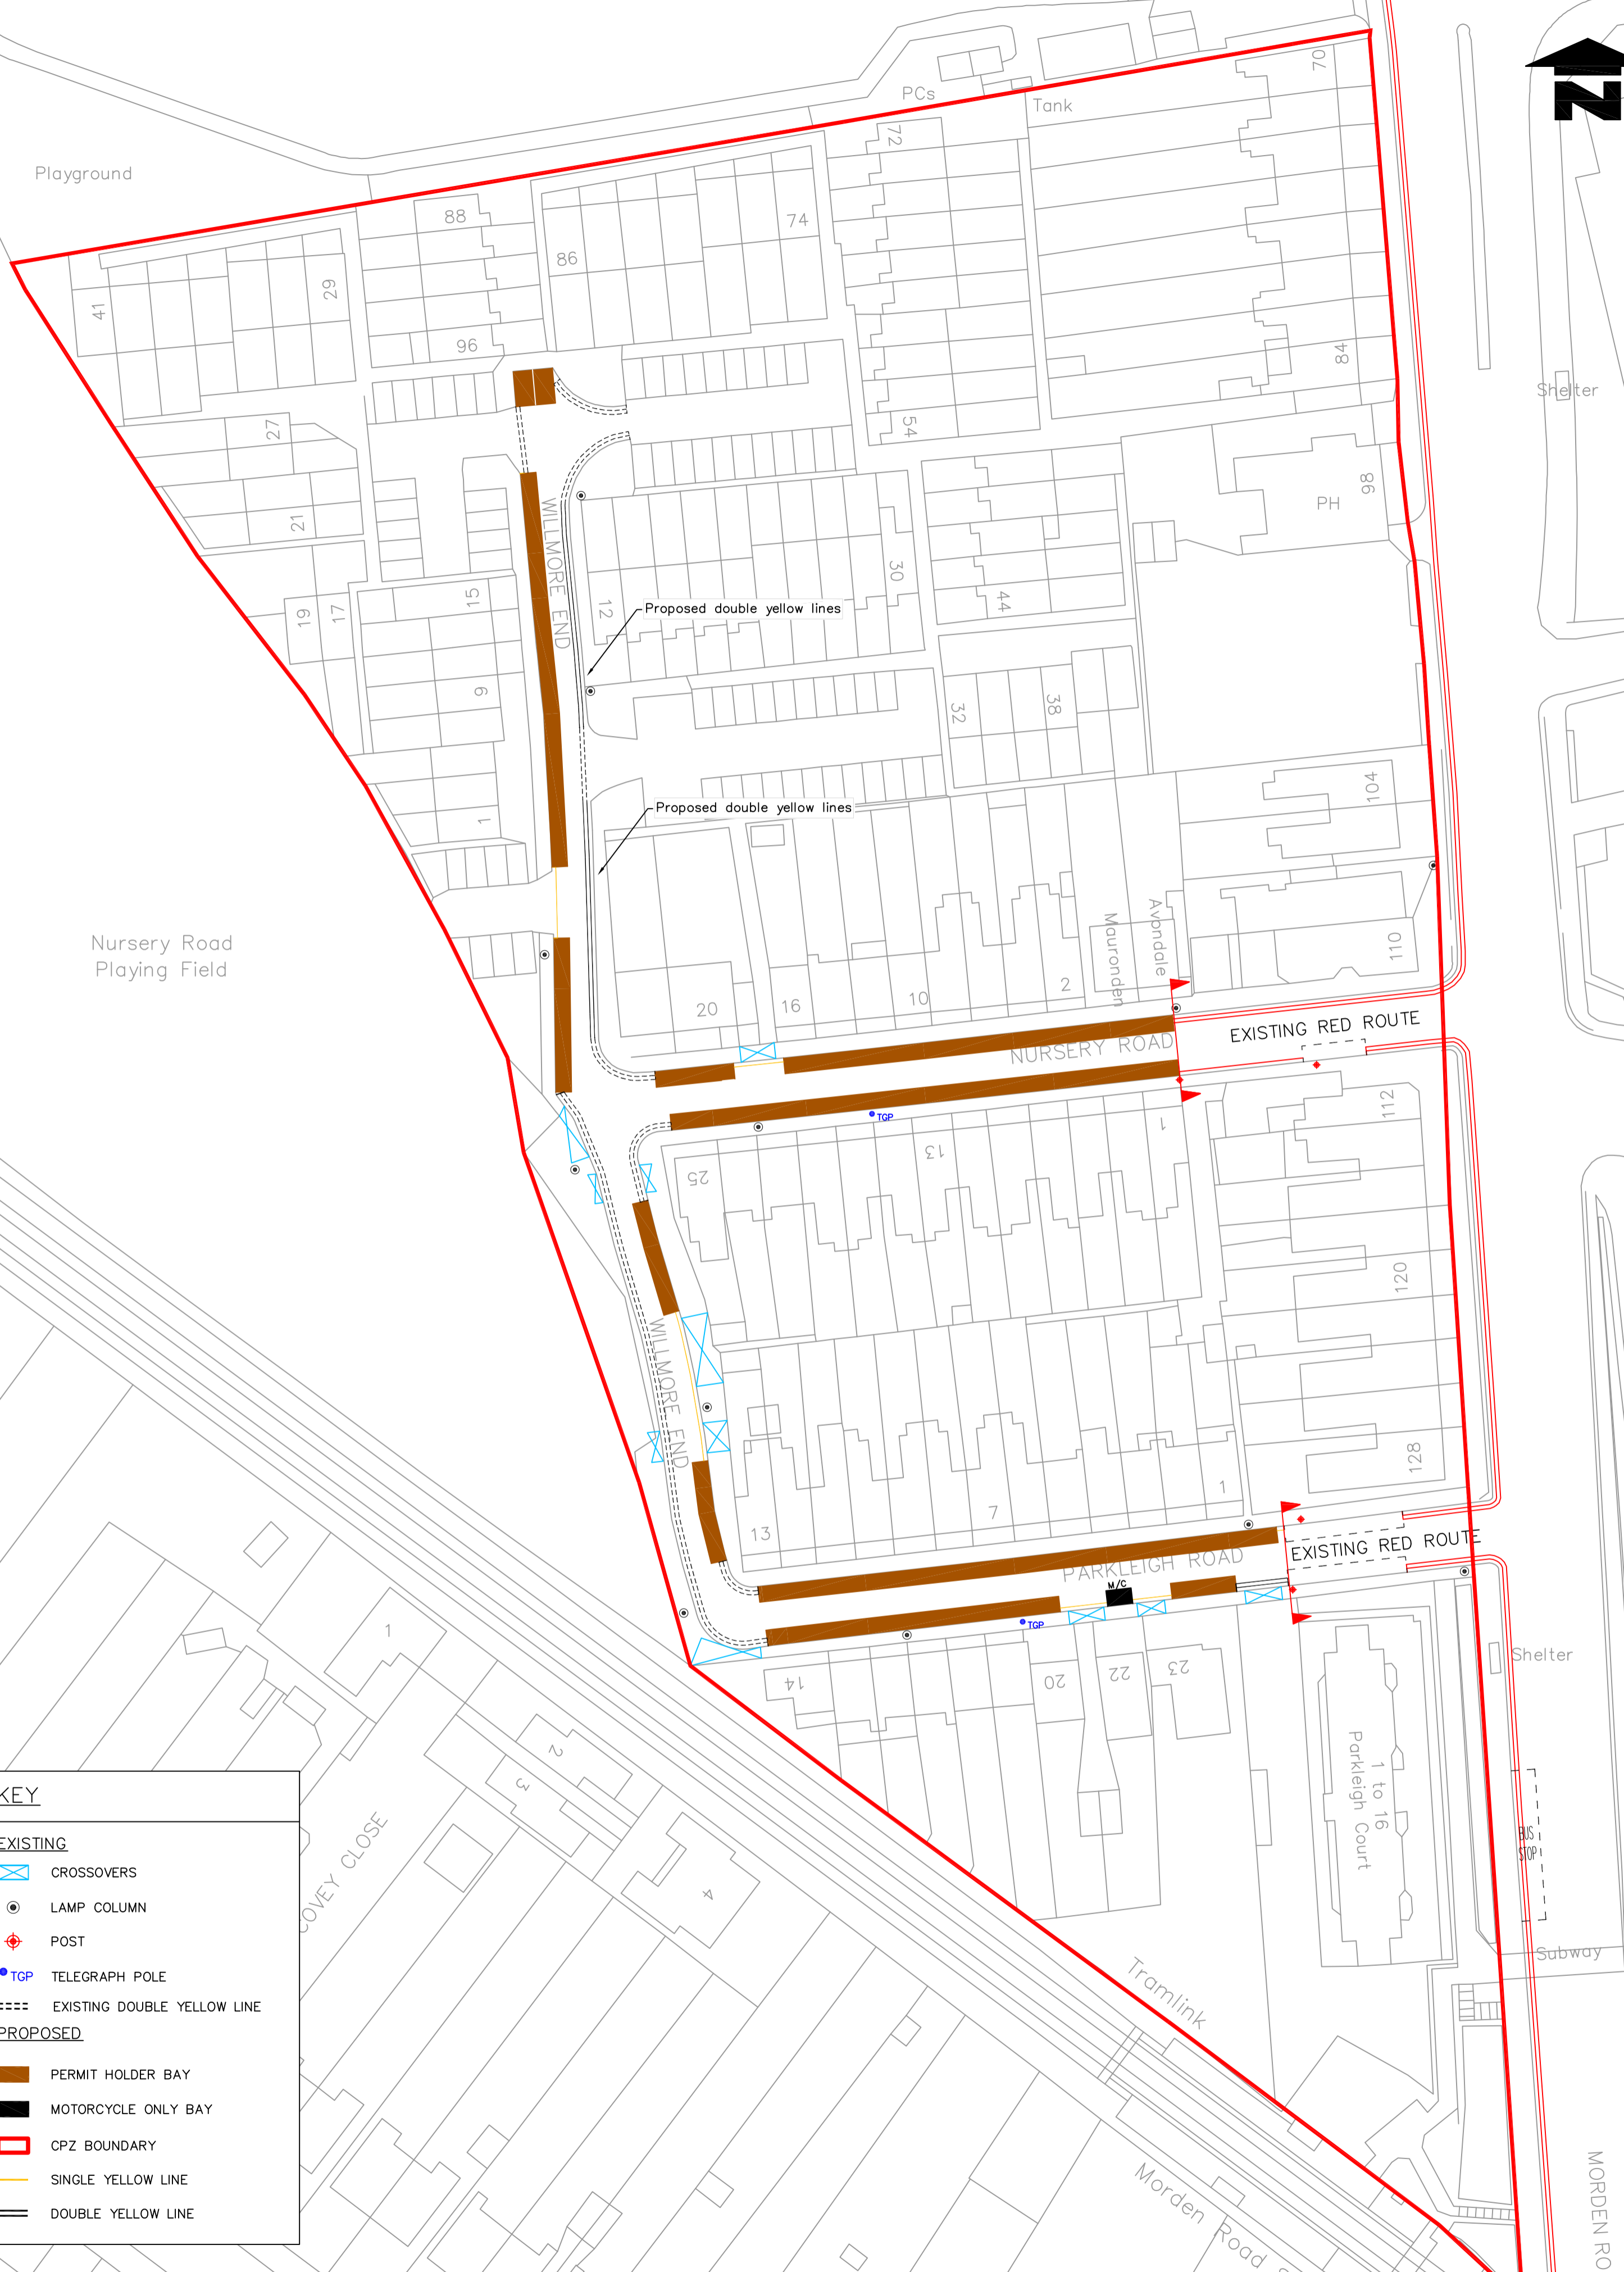 70
N
PCs
Tank
72
Playground
88
74
86
29
41
96
84
Shelter
54
27
98
PH
21
WILLMORE END
30
15
44
12
Proposed double yellow lines
19
17
9
38
32
104
Proposed double yellow lines
1
Avondale
Mauronden
Nursery Road
Playing Field
110
2
10
16
20
EXISTING RED ROUTE
NURSERY ROAD
112
TGP
1
13
25
120
WILLMORE END
128
1
7
13
EXISTING RED ROUTE
PARKLEIGH ROAD
M/C
TGP
1
Shelter
14
20
22
23
1 to 16
Parkleigh Court
2
3
KEY
BUS
STOP
EXISTING
CROSSOVERS
COVEY CLOSE
4
LAMP COLUMN
POST
Subway
TGP TELEGRAPH POLE
Tramlink
EXISTING DOUBLE YELLOW LINE
PROPOSED
PERMIT HOLDER BAY
MOTORCYCLE ONLY BAY
CPZ BOUNDARY
SINGLE YELLOW LINE
DOUBLE YELLOW LINE
Morden Road
MORDEN RO